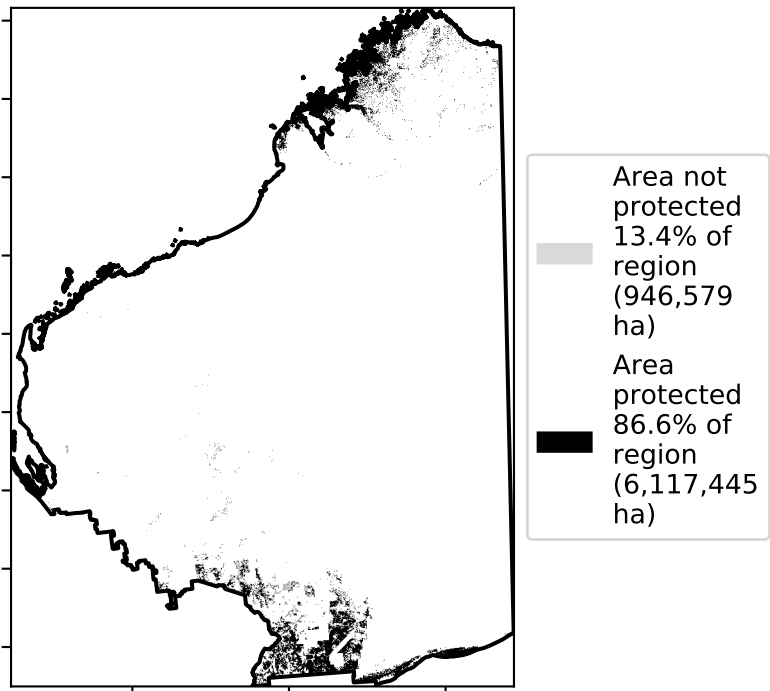 Area not
protected
13.4% of
region
(946,579
ha)
Area
protected
86.6% of
region
(6,117,445
ha)